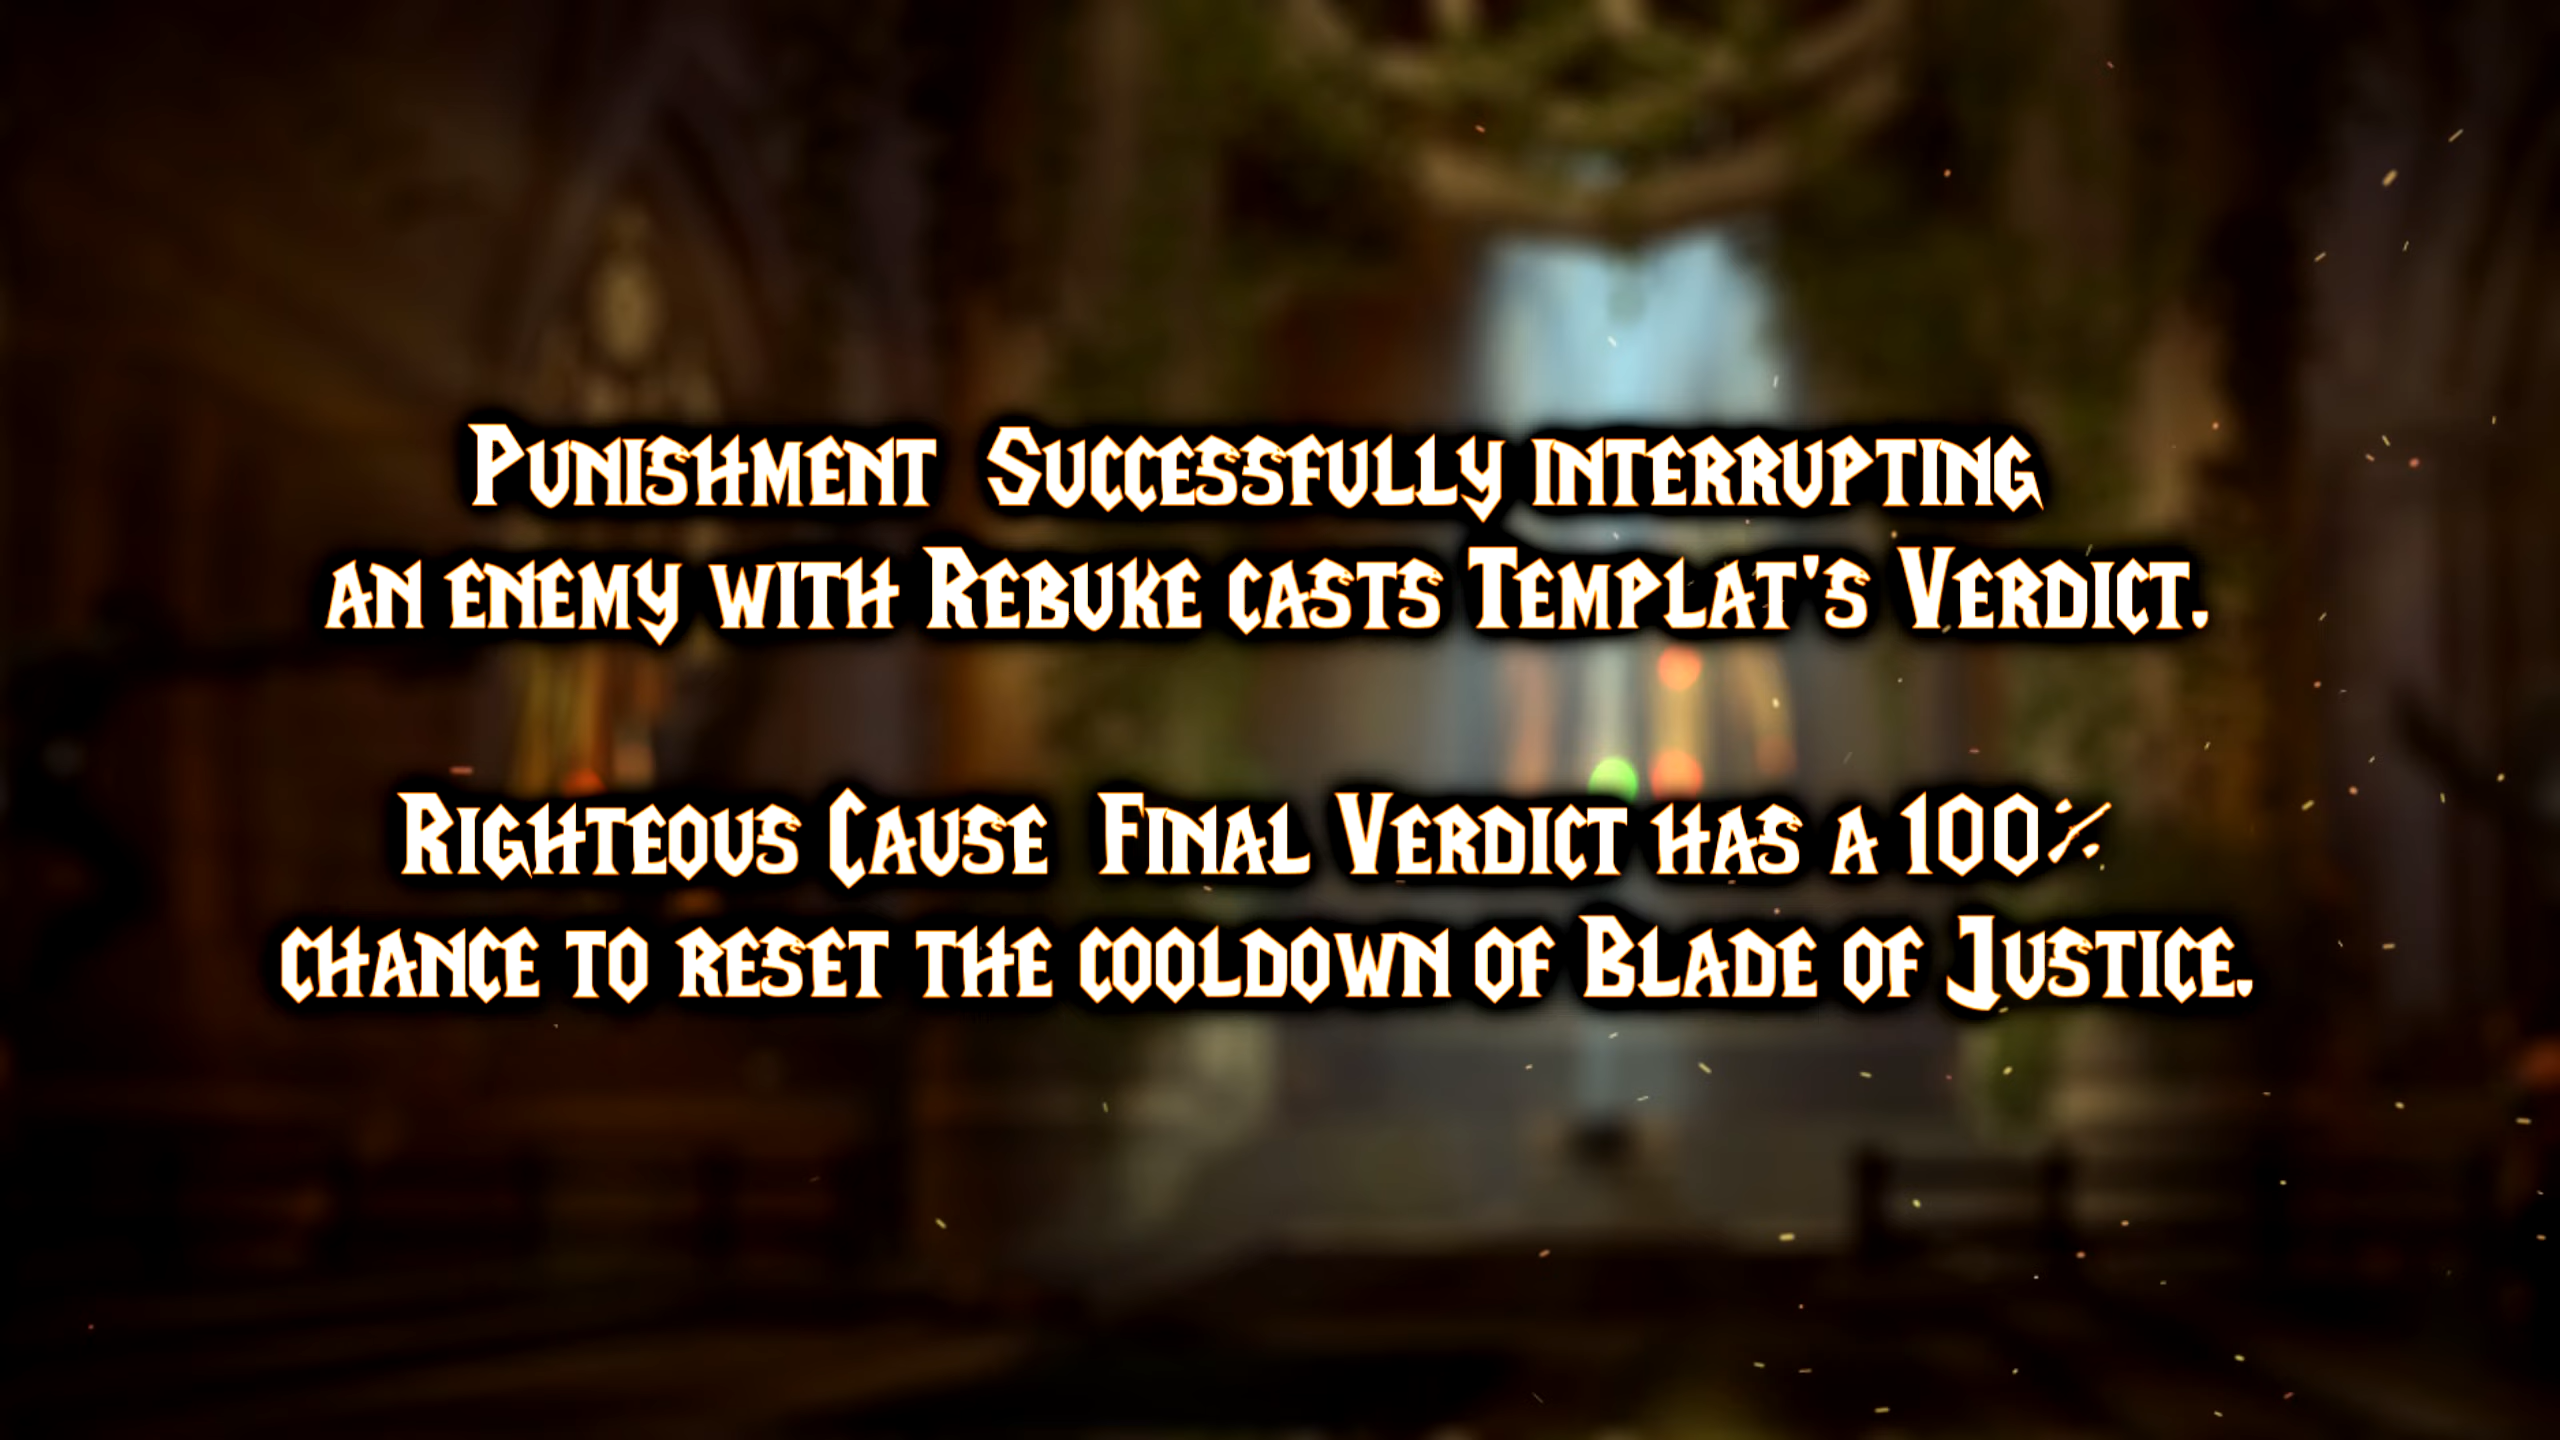 Punishment  Successfully interrupting
an enemy with Rebuke casts Templat's Verdict.
Righteous Cause  Final Verdict has a 100%
chance to reset the cooldown of Blade of Justice.